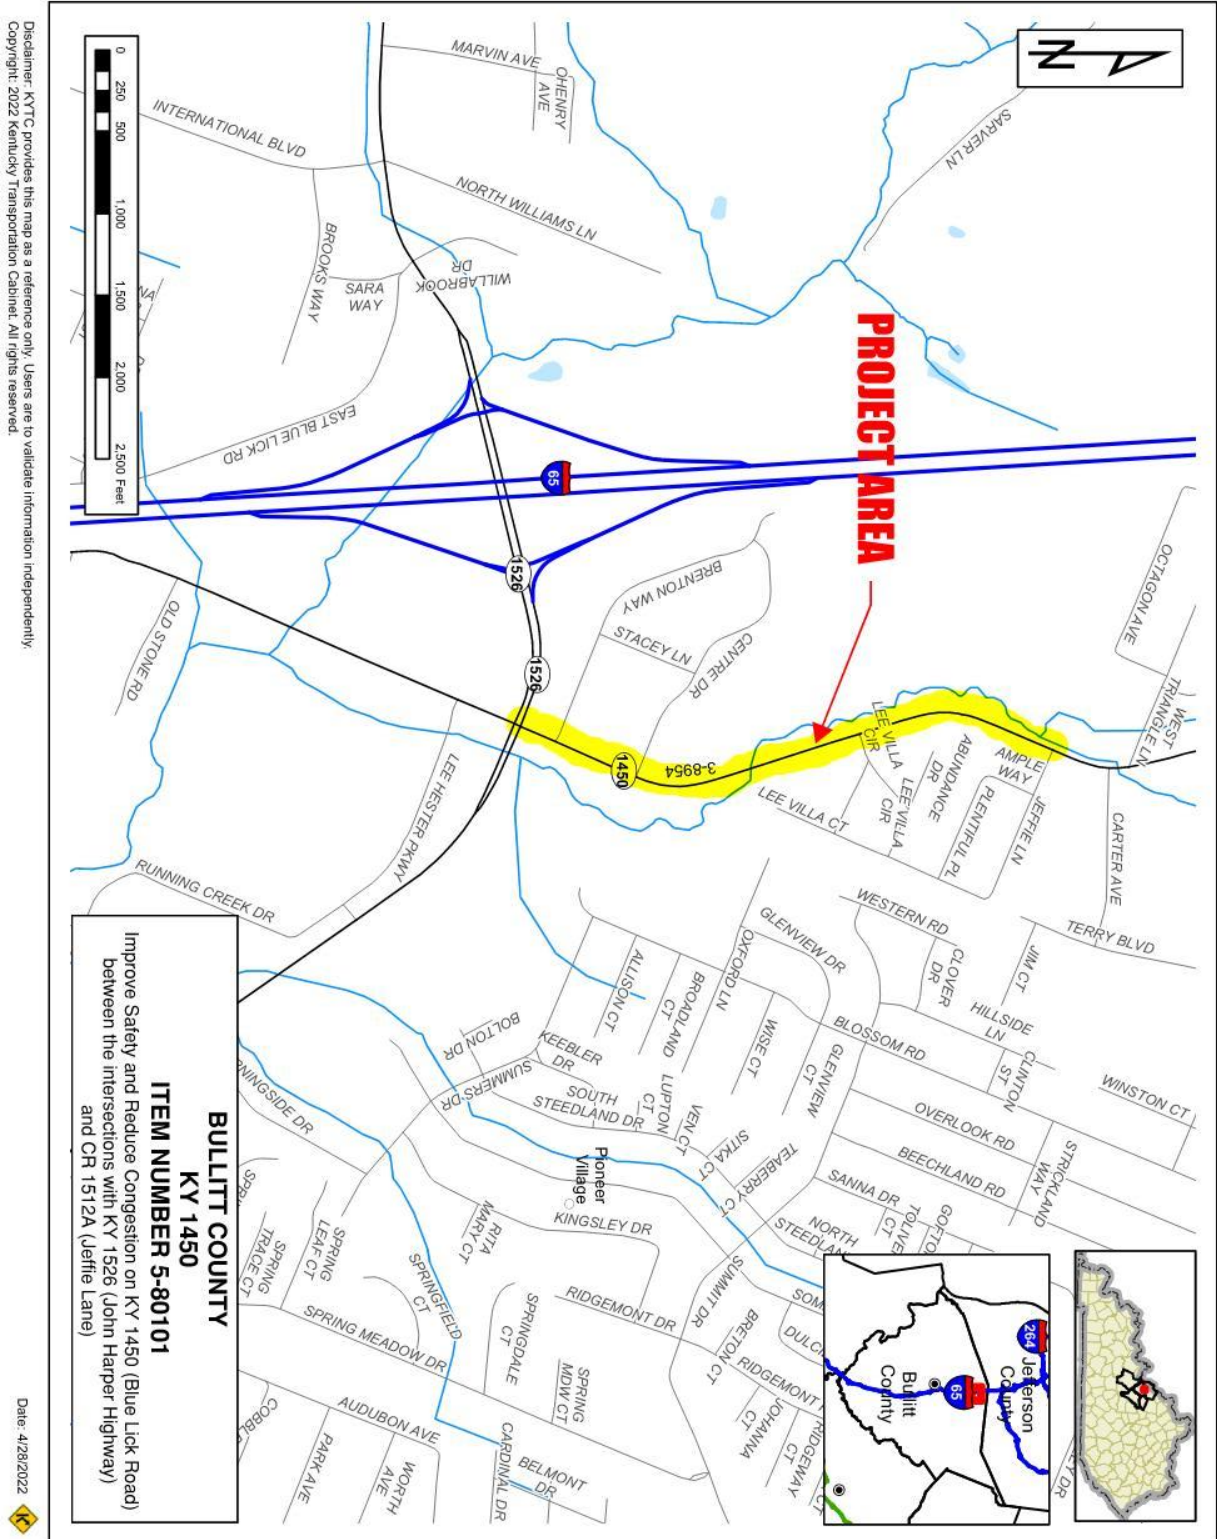 PROJECT AREA
MARVIN AVE
OHENRY
AVE
SARVER LN
INTERNATIONAL BLVD
NORTH WILLIAMS LN
BROOKS WAY
SARA
WAY
WILLABROOK
DR
EAST BLUE LICK RD
65
1526
1526
1450
3-8954
BRENTON WAY
STACEY LN
CENTRE DR
OCTAGON AVE
WEST
TRIANGLE LN
OLD STONE RD
LEE HESTER PKWY
RUNNING CREEK DR
LEE VILLA
CIR
LEE VILLA
CIR
LEE VILLA CT
ABUNDANCE
DR
AMPLE
WAY
PLENTIFUL PL
JEFFIE LN
CARTER AVE
TERRY BLVD
WESTERN RD
CLOVER
DR
JIM CT
HILLSIDE
LN
CLINTON
ST
WINSTON CT
GLENVIEW DR
OXFORD LN
BROADLAND
CT
ALLISON CT
WISE CT
BLOSSOM RD
GLENVIEW
CT
OVERLOOK RD
BEECHLAND RD
STRICKLAND
WAY
BOLTON DR
KEEBLER
DR
SUMMERS DR
SOUTH
STEEDLAND DR
LUPTON
CT
VEN CT
SITKA CT
TEABERRY CT
SANNA DR
TOLIVE
CT
GOFTO
NORTH
STEEDLAN
Pioneer
Village
KINGSLEY DR
RITA
MARY CT
RNINGSIDE DR
SPRI
SPRING
LEAF CT
SPRING
TRACE CT
SPRINGFIELD
CT
SPRING MEADOW DR
SPRINGDALE
CT
SPRING
MDW CT
RIDGEMONT DR
SUMMIT DR
BRETON CT
SOM
DULC
RIDGEMONT
JOHANNA
CT
RIDGEWAY
CT
EY DR
COBBLE
AUDUBON AVE
PARK AVE
WORTH
AVE
CARDINAL DR
BELMONT
DR
264
Jefferson
County
65
Bullitt
County
N
0 250 500 1,000 1,500 2,000 2,500 Feet
BULLITT COUNTY
KY 1450
ITEM NUMBER 5-80101
Improve Safety and Reduce Congestion on KY 1450 (Blue Lick Road)
between the intersections with KY 1526 (John Harper Highway)
and CR 1512A (Jeffie Lane)
Disclaimer: KYTC provides this map as a reference only. Users are to validate information independently.
Copyright: 2022 Kentucky Transportation Cabinet. All rights reserved.
Date: 4/28/2022